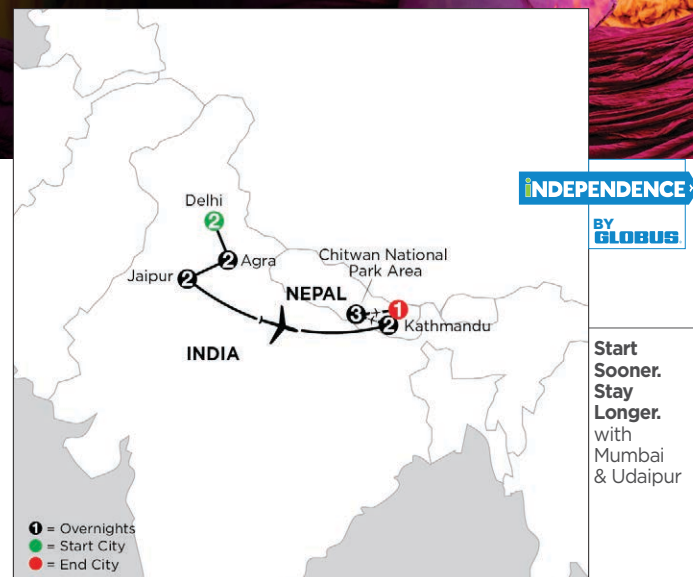 Delhi
2
2
Agra
Jaipur
2
Chitwan National
Park Area
NEPAL
3
1
2
Kathmandu
INDIA
1 = Overnights
= Start City
= End City
iNDEPENDENCE
BY
GLOBUS.
Start
Sooner.
Stay
Longer.
with
Mumbai
& Udaipur